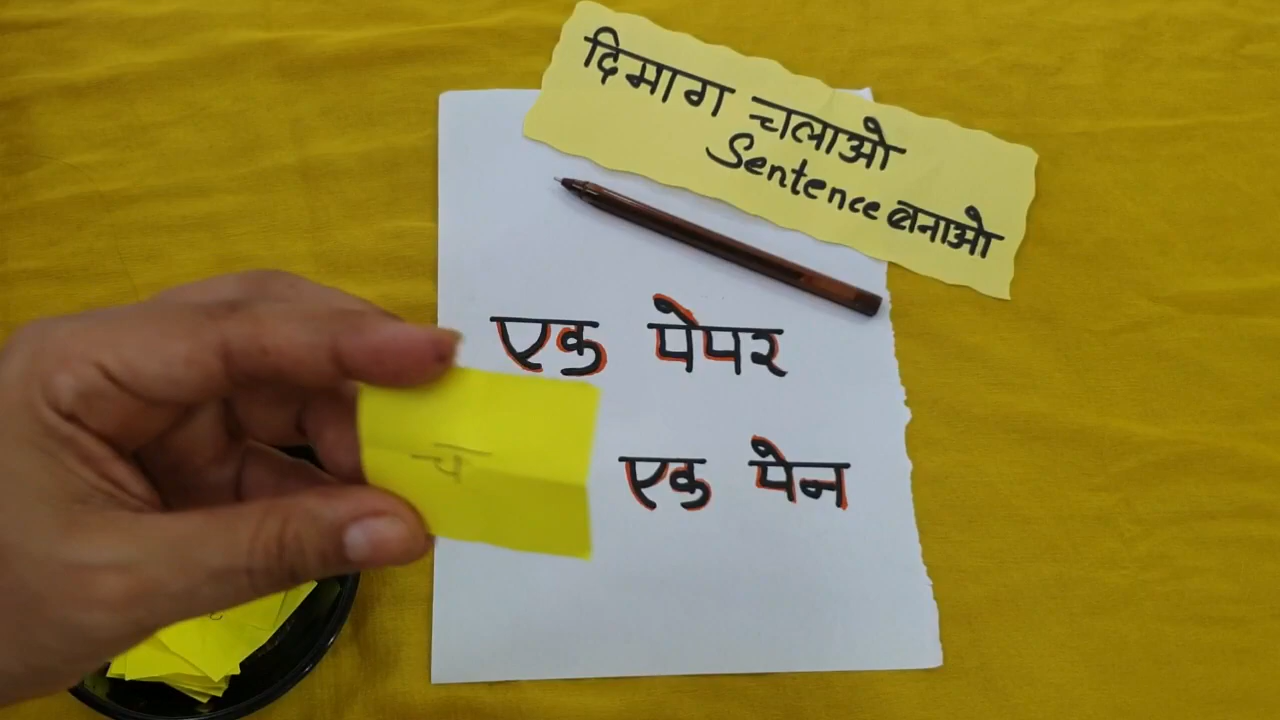 दिमाग चलाओ
Sentence बनाओ
एक पेपर
एक पेन
च